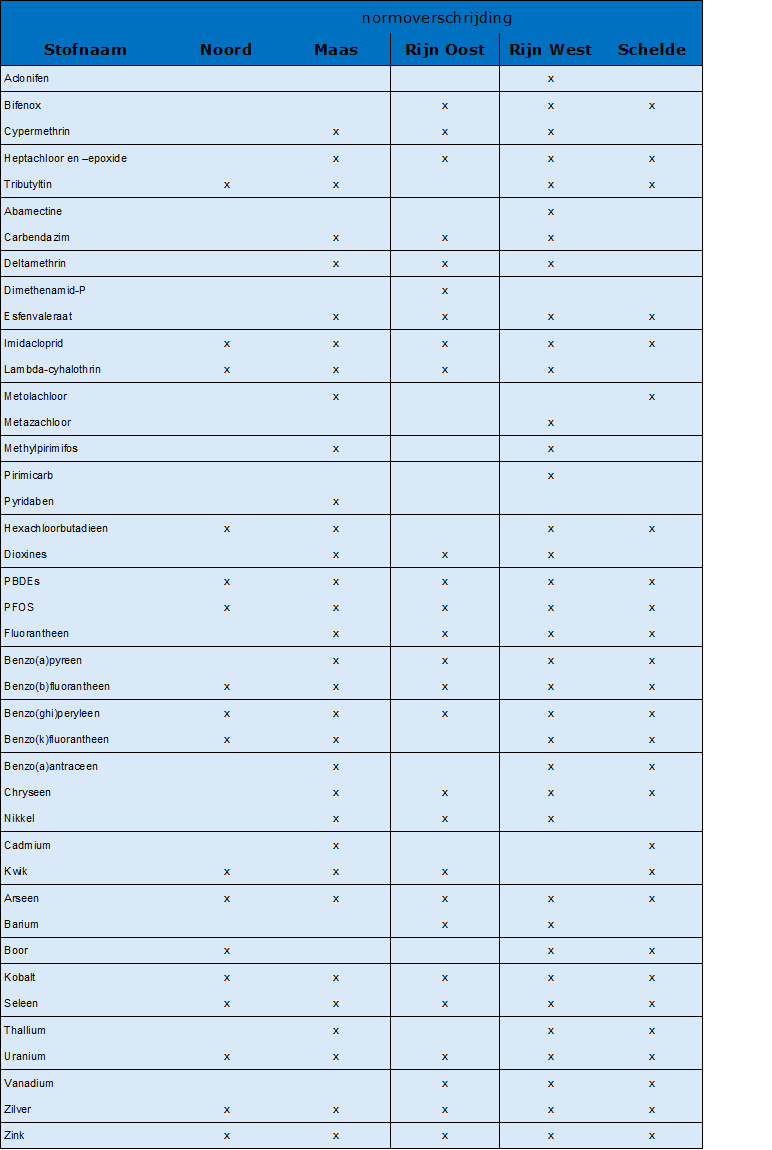 normoverschrijding
Stofnaam Noord Maas Rijn Oost Rijn West Schelde
Aclonifen x
Bifenox x x x
Cypermethrin x x x
Heptachloor en –epoxide x x x x
Tributyltin x x x x
Abamectine x
Carbendazim x x x
Deltamethrin x x x
Dimethenamid-P x
Esfenvaleraat x x x x
Imidacloprid x x x x x
Lambda-cyhalothrin x x x x
Metolachloor x x
Metazachloor x
Methylpirimifos x x
Pirimicarb x
Pyridaben x
Hexachloorbutadieen x x x x
Dioxines x x x
PBDEs x x x x x
PFOS x x x x x
Fluorantheen x x x x
Benzo(a)pyreen x x x x
Benzo(b)fluorantheen x x x x x
Benzo(ghi)peryleen x x x x x
Benzo(k)fluorantheen x x x x
Benzo(a)antraceen x x x
Chryseen x x x x
Nikkel x x x
Cadmium x x
Kwik x x x x
Arseen x x x x x
Barium x x
Boor x x x
Kobalt x x x x x
Seleen x x x x x
Thallium x x x
Uranium x x x x x
Vanadium x x x
Zilver x x x x x
Zink x x x x x